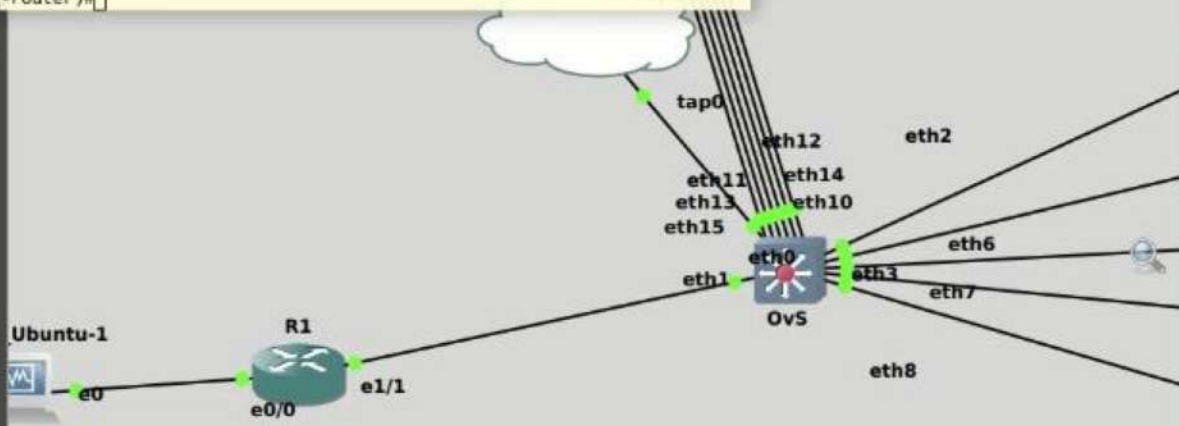 tap0
eth12
eth2
eth11
eth14
eth13
eth10
eth15
eth6
eth0
eth1
eth3
eth7
OvS
R1
Ubuntu-1
eth8
e0
e1/1
e0/0